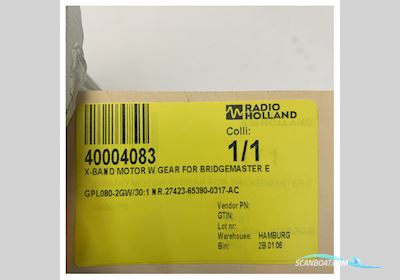 RADIO
HOLLAND
Colli:
40004083
1/1
X-BAND MOTOR W GEAR FOR BRIDGEMASTER E
GPL080-2GW/30:1 NR.27423-65390-0317-AC
Vendor PN:
GTIN:
Lot nr:
Warehouse: HAMBURG
Bin: 2B 01 06
SCANBOAT.COM